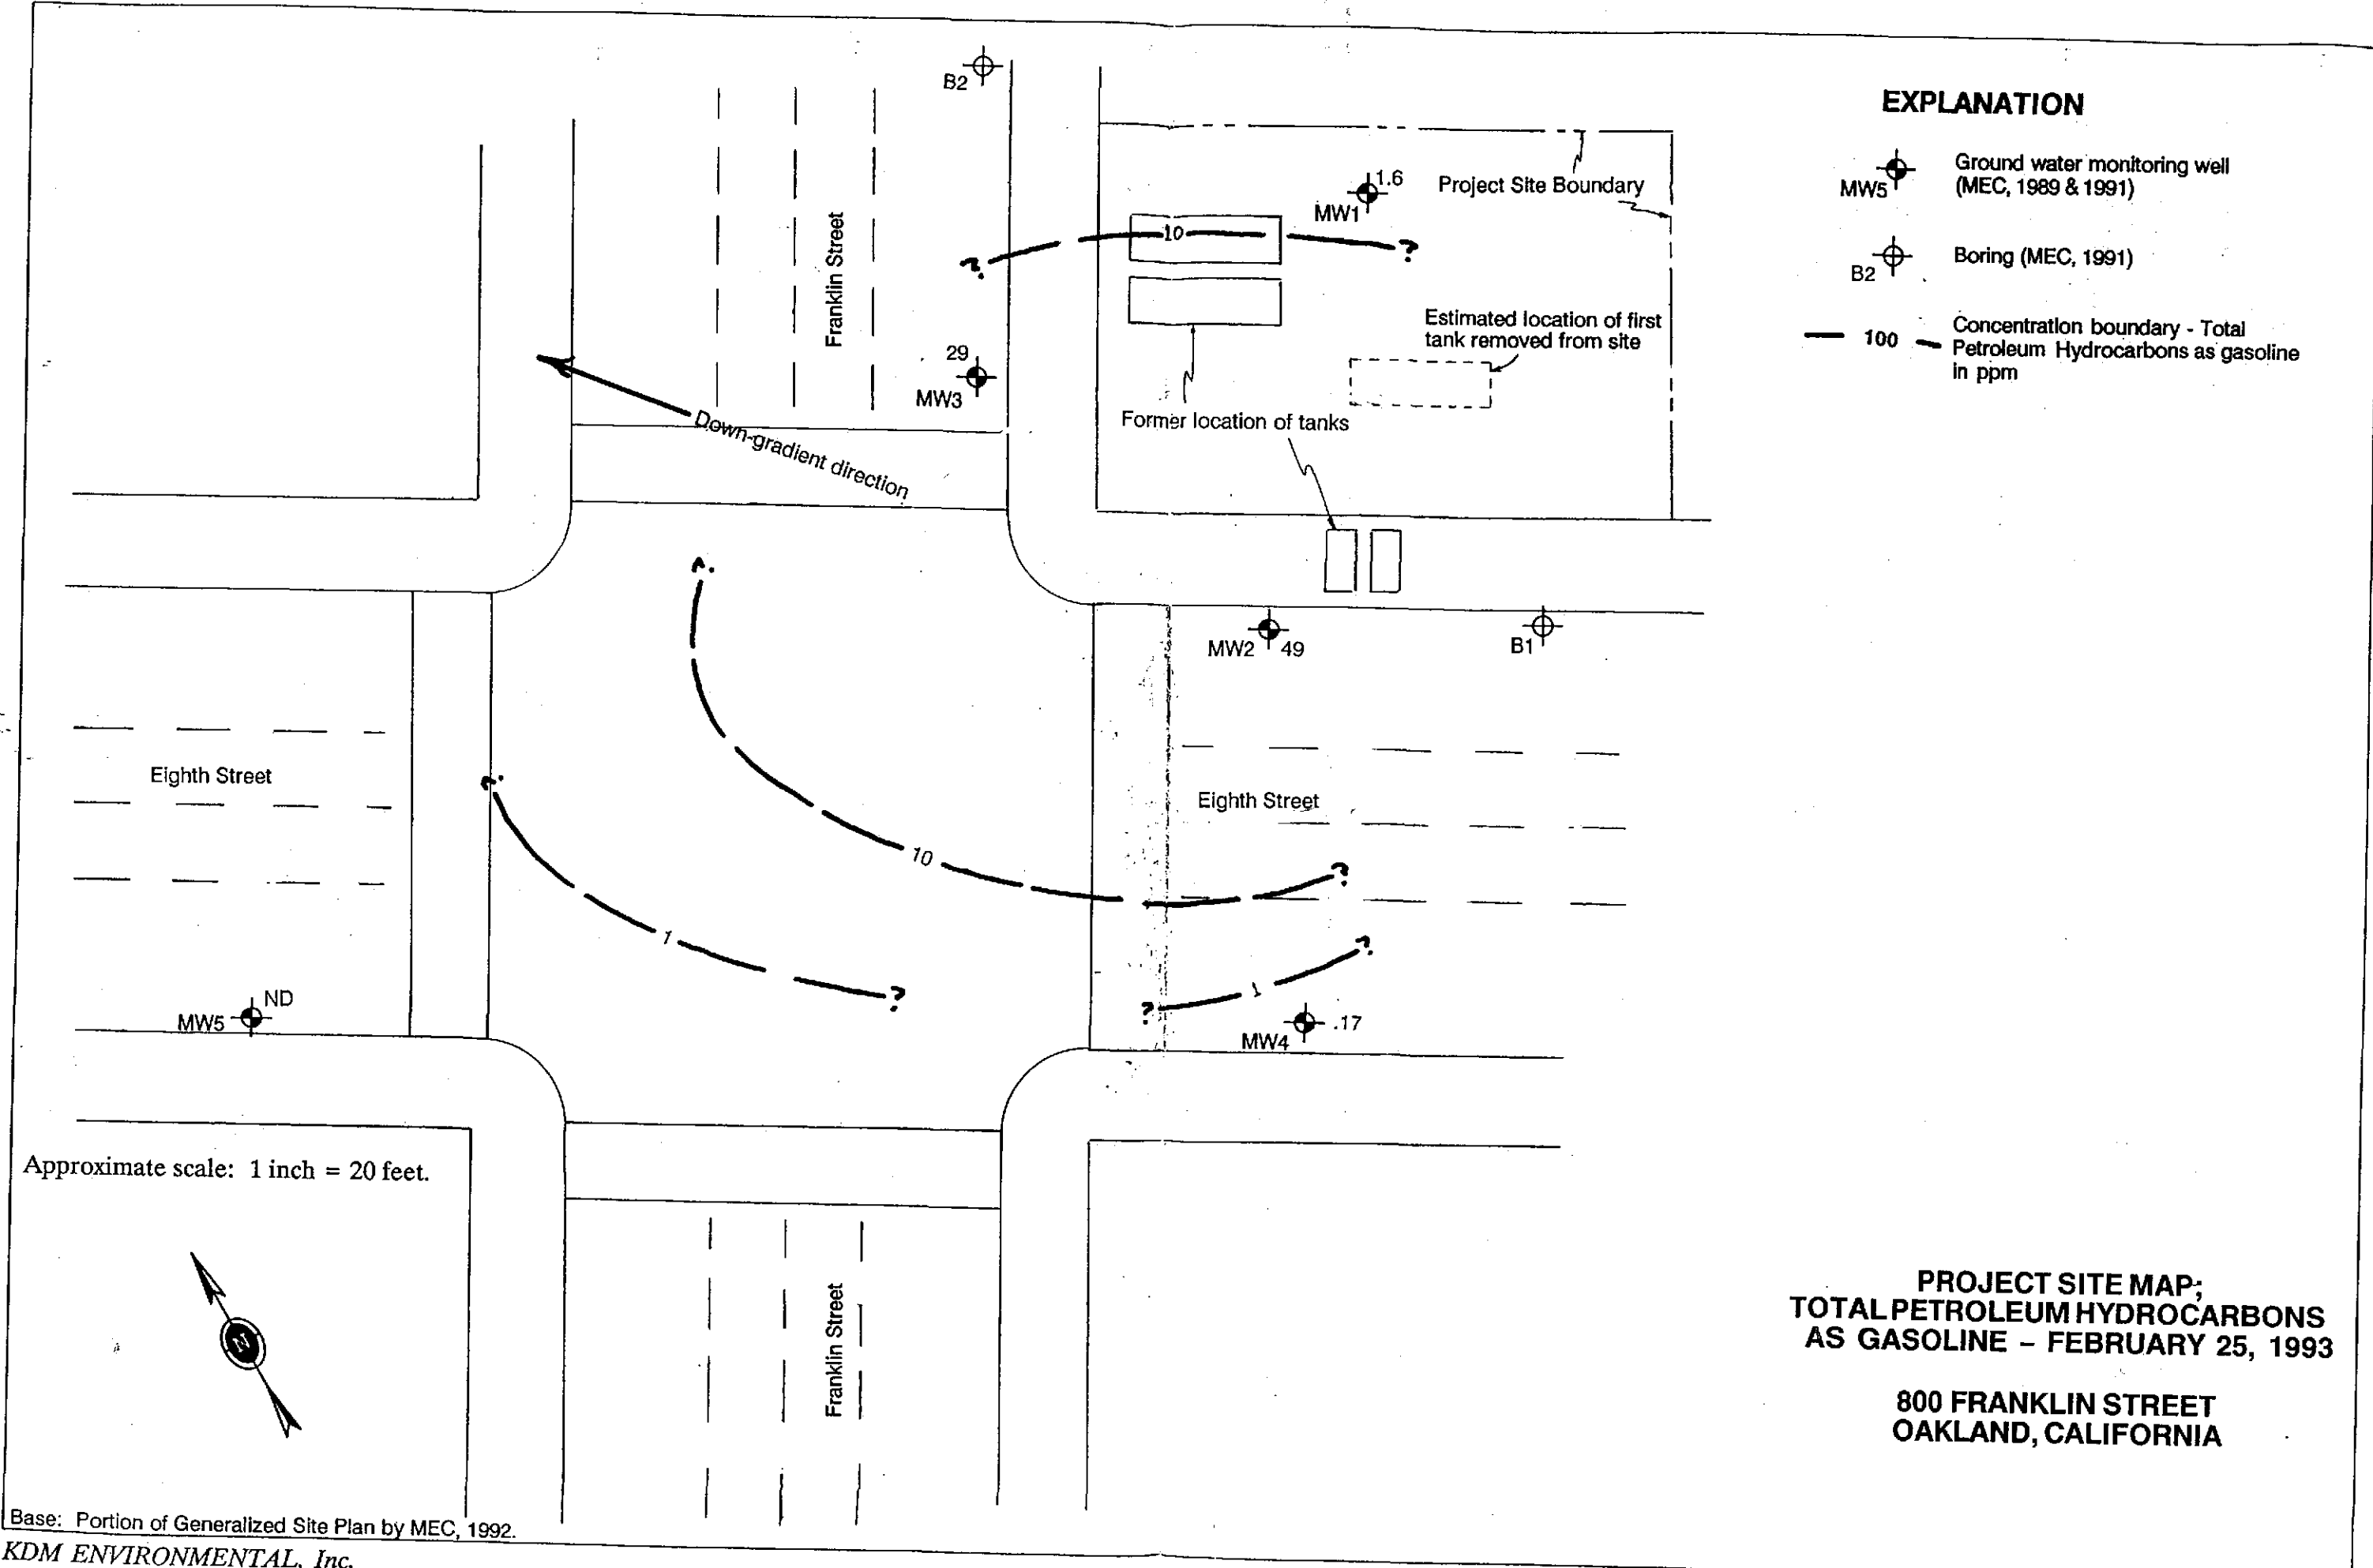 B2
EXPLANATION
MW5
Ground water monitoring well
(MEC, 1989 & 1991)
B2
Boring (MEC, 1991)
100
Concentration boundary - Total
Petroleum Hydrocarbons as gasoline
in ppm
1.6
MW1
Project Site Boundary
10
?
?
Franklin Street
Estimated location of first
tank removed from site
29
MW3
Former location of tanks
Down-gradient direction
?
MW2
49
B1
Eighth Street
?
Eighth Street
10
?
1
?
?
1
?
ND
MW5
.17
MW4
Approximate scale: 1 inch = 20 feet.
N
Franklin Street
PROJECT SITE MAP;
TOTAL PETROLEUM HYDROCARBONS
AS GASOLINE – FEBRUARY 25, 1993
800 FRANKLIN STREET
OAKLAND, CALIFORNIA
Base: Portion of Generalized Site Plan by MEC, 1992.
KDM ENVIRONMENTAL, Inc.